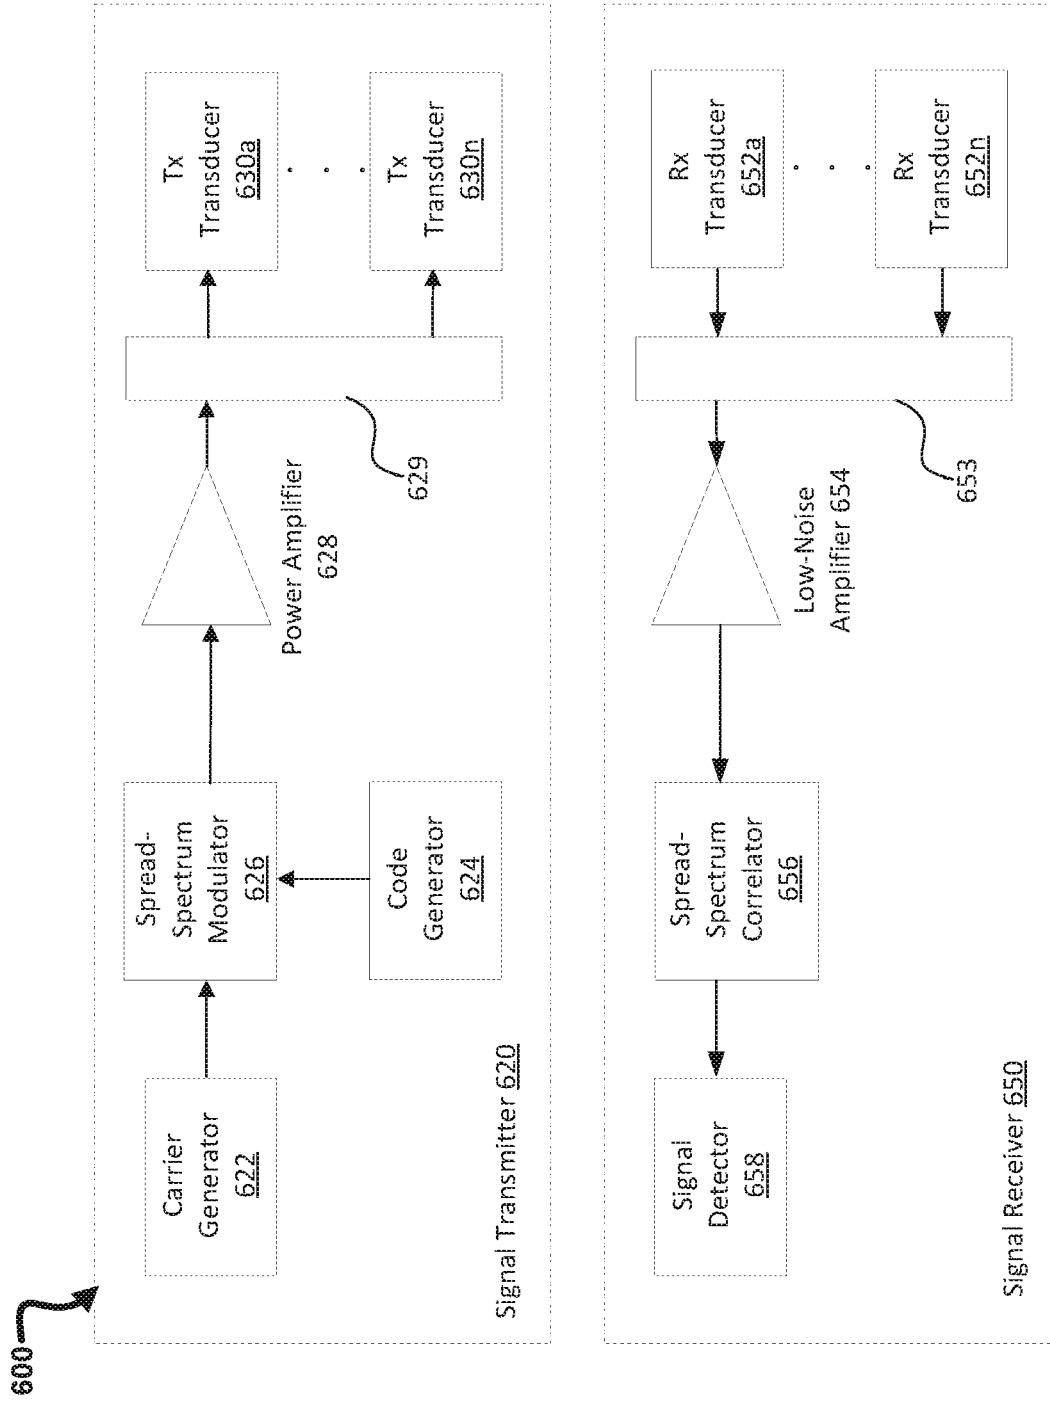 600
Carrier
Generator
622
Spread-
Spectrum
Modulator
626
Code
Generator
624
Power Amplifier
628
629
Tx
Transducer
630a
. . .
Tx
Transducer
630n
Signal Transmitter 620
Signal
Detector
658
Spread-
Spectrum
Correlator
656
Low-Noise
Amplifier 654
653
Rx
Transducer
652a
. . .
Rx
Transducer
652n
Signal Receiver 650